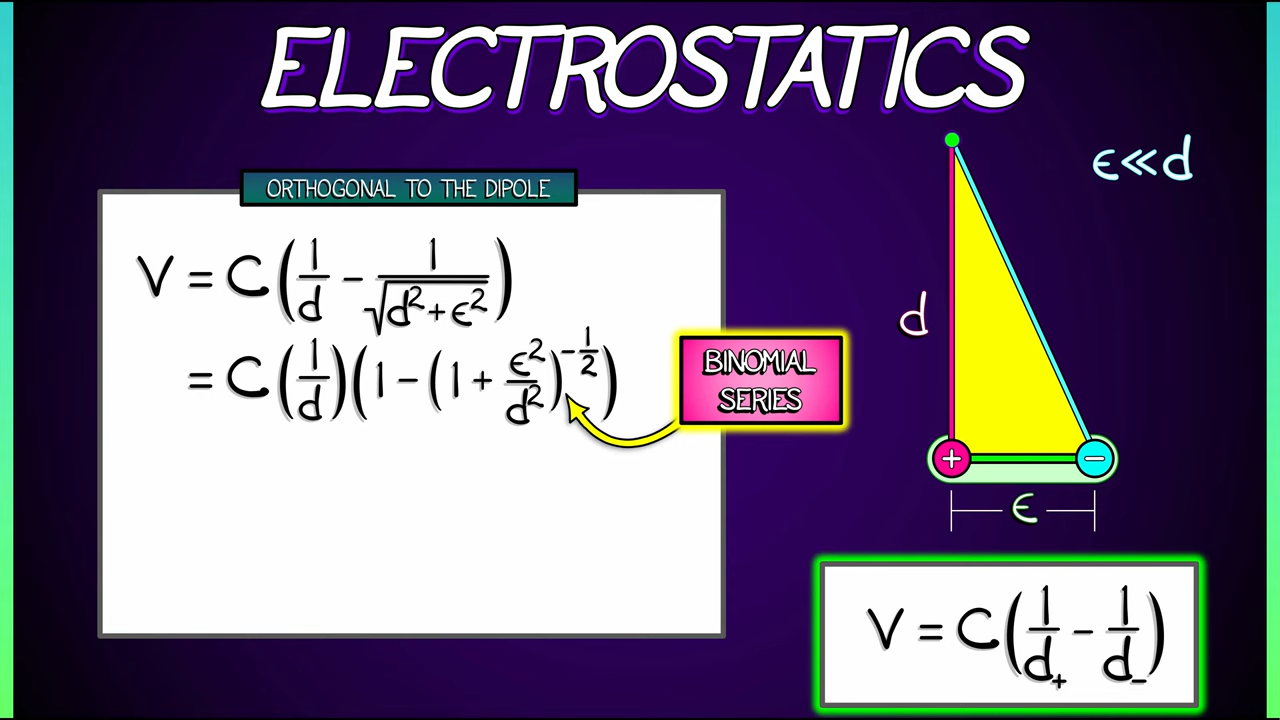 ELECTROSTATICS
ORTHOGONAL TO THE DIPOLE
V = C(1/d - 1/√(d²+ϵ²))
= C(1/d)(1-(1+ϵ²/d²)^(-1/2))
BINOMIAL
SERIES
ϵ≪d
d
+
−
ϵ
V = C(1/d₊ - 1/d₋)